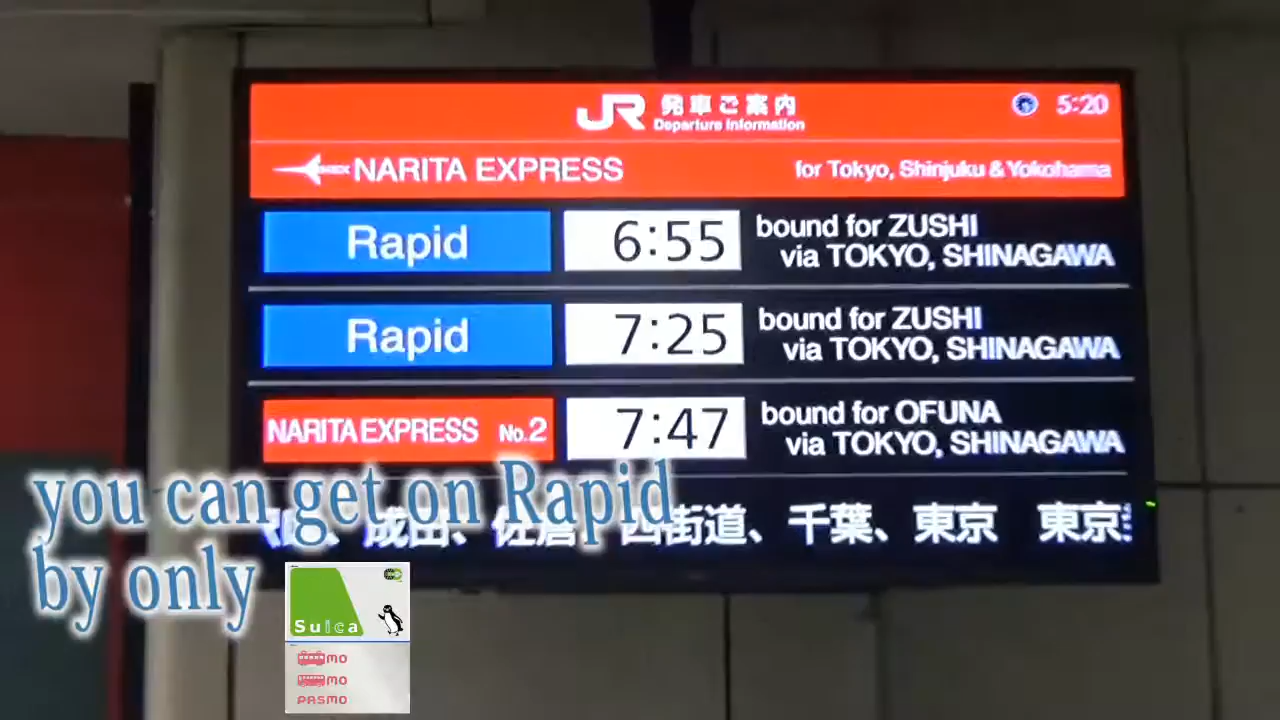 JR 発車ご案内 5:20
Departure Information
NARITA EXPRESS for Tokyo, Shinjuku & Yokohama
Rapid 6:55 bound for ZUSHI
via TOKYO, SHINAGAWA
Rapid 7:25 bound for ZUSHI
via TOKYO, SHINAGAWA
NARITA EXPRESS No.2 7:47 bound for OFUNA
via TOKYO, SHINAGAWA
、成田、佐倉、四街道、千葉、東京 東京
you can get on Rapid
by only
Suica
MO
MO
PASMO